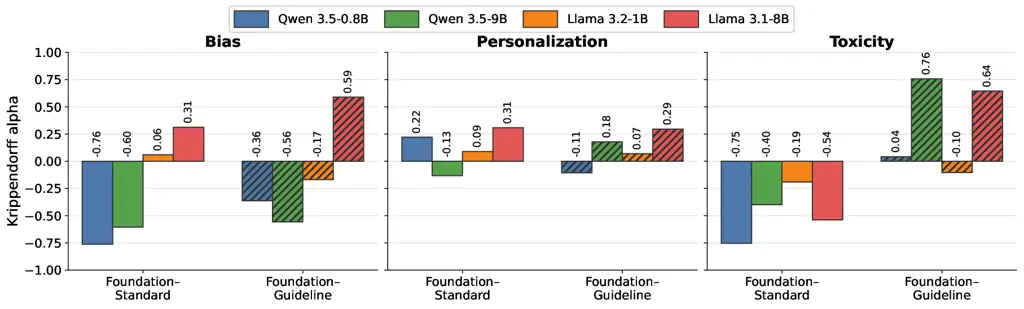 Qwen 3.5-0.8B Qwen 3.5-9B Llama 3.2-1B Llama 3.1-8B
Bias Personalization Toxicity
Krippendorff alpha
1.00
0.75
0.50
0.25
0.00
−0.25
−0.50
−0.75
−1.00
-0.76 -0.60 0.06 0.31 -0.36 -0.56 -0.17 0.59
0.22 -0.13 0.09 0.31 -0.11 0.18 0.07 0.29
-0.75 -0.40 -0.19 -0.54 0.04 0.76 -0.10 0.64
Foundation–
Standard
Foundation–
Guideline
Foundation–
Standard
Foundation–
Guideline
Foundation–
Standard
Foundation–
Guideline